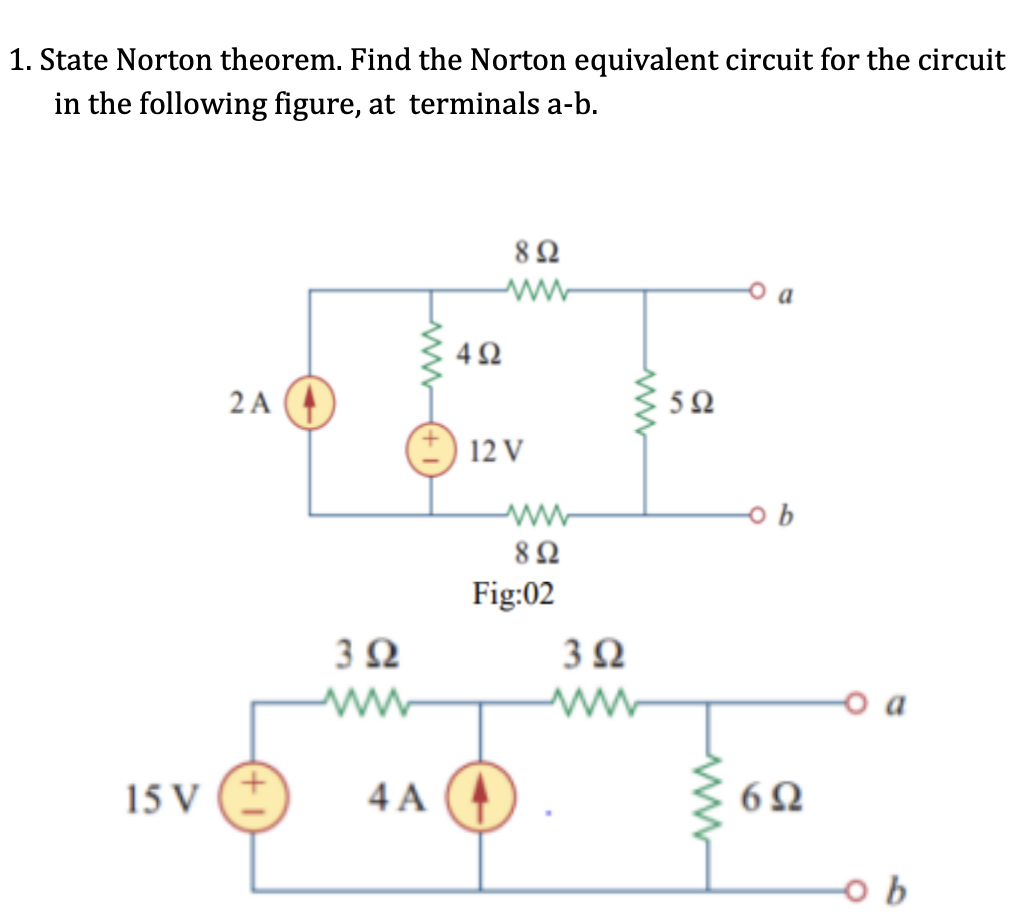 1. State Norton theorem. Find the Norton equivalent circuit for the circuit
in the following figure, at terminals a-b.
8 Ω
a
4 Ω
2 A
5 Ω
+
12 V
−
b
8 Ω
Fig:02
3 Ω 3 Ω
a
+
15 V 4 A 6 Ω
−
b